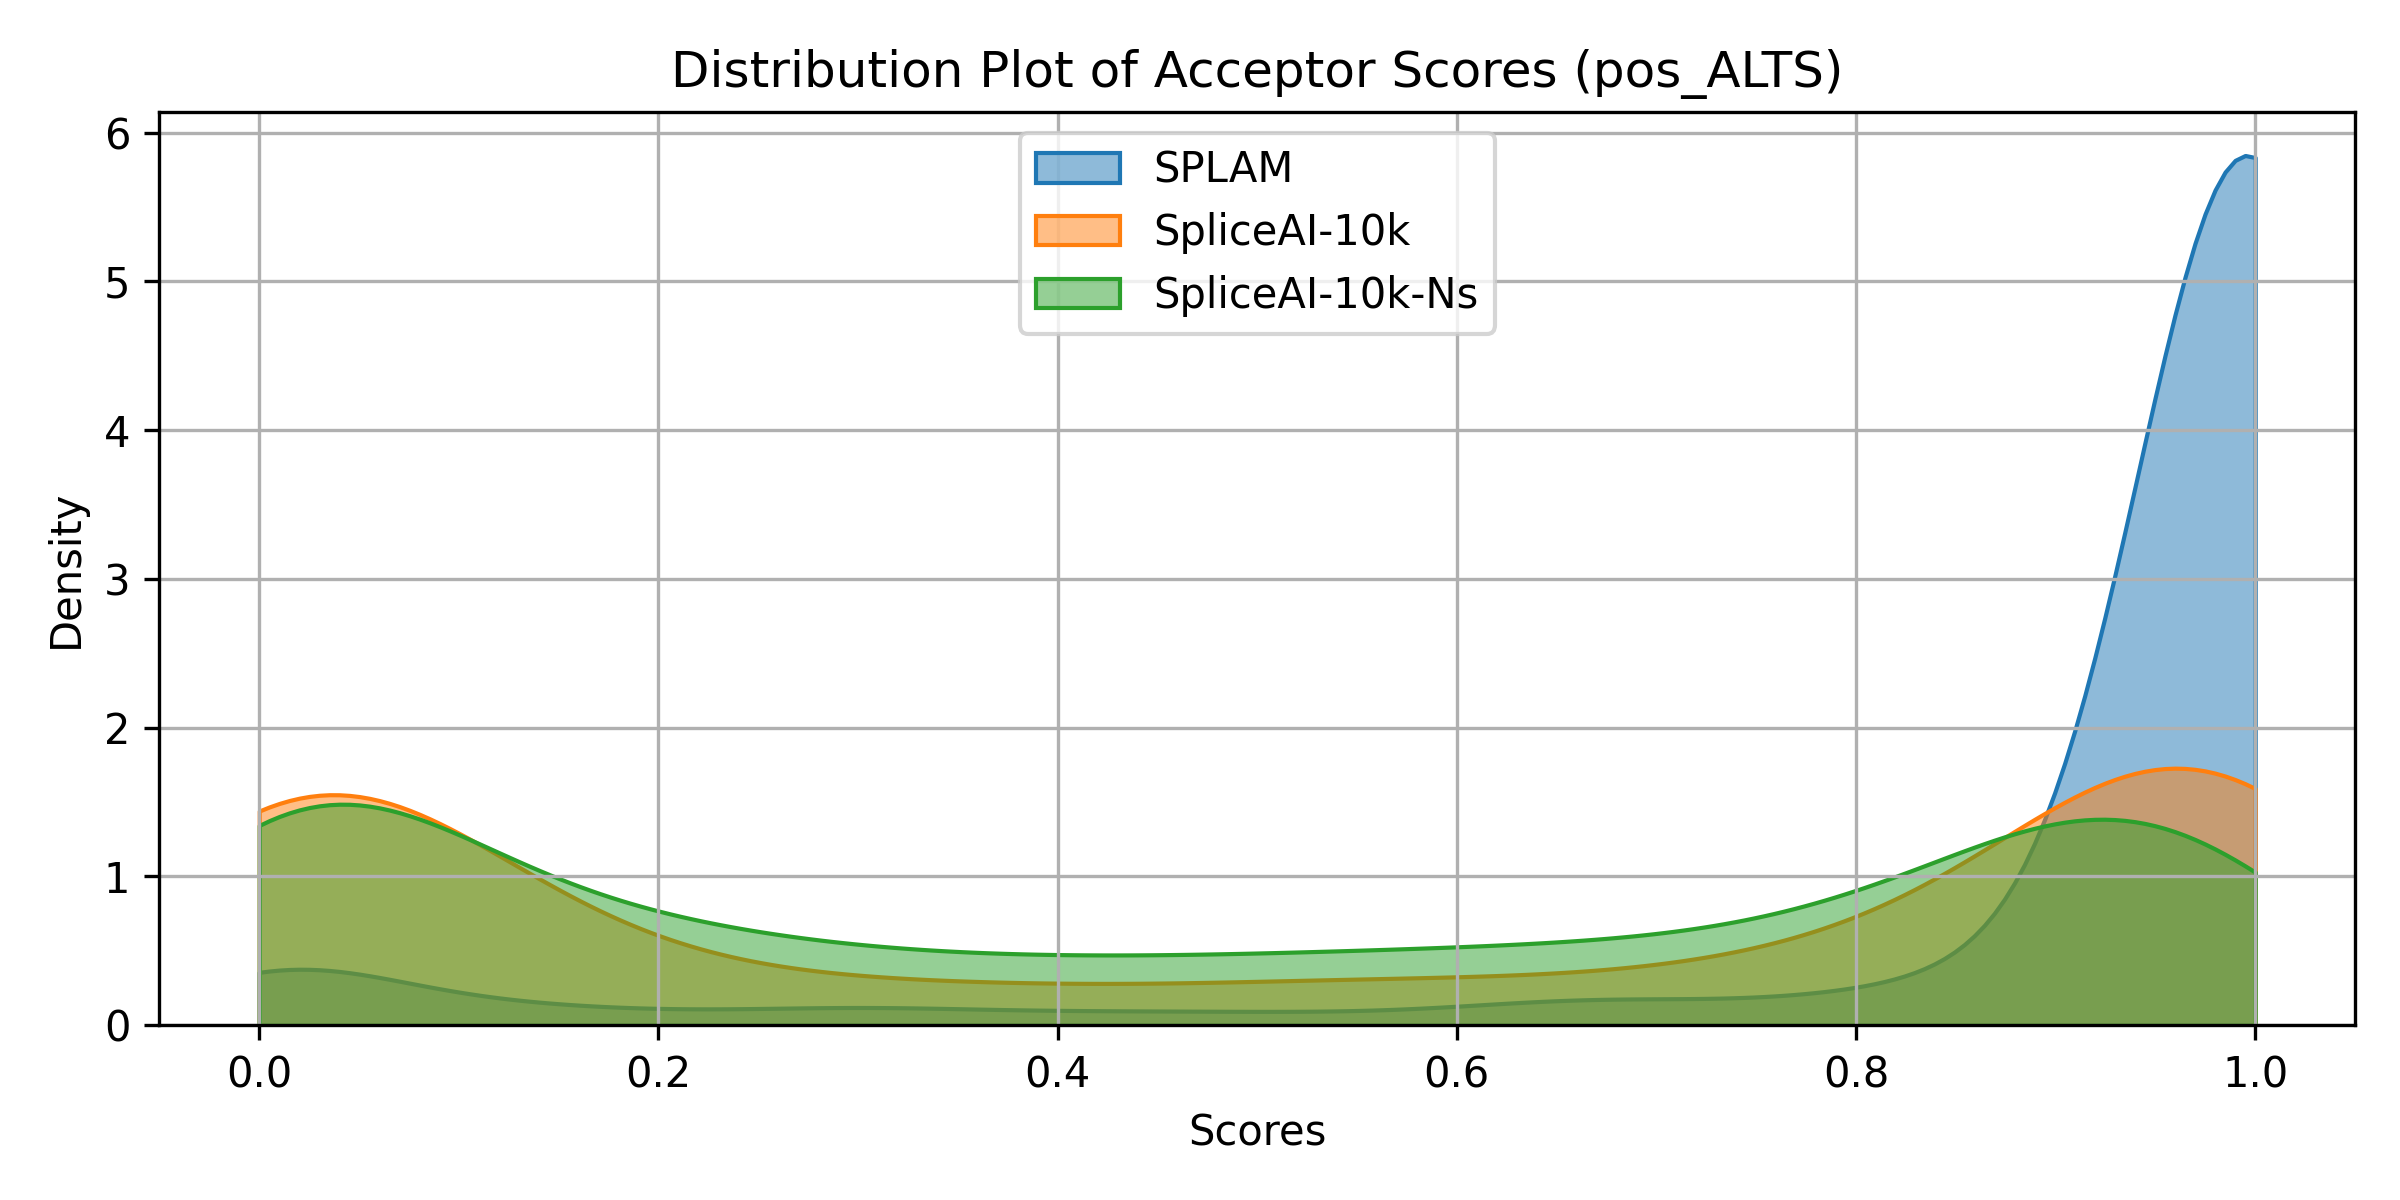 Distribution Plot of Acceptor Scores (pos_ALTS)
SPLAM
SpliceAI-10k
SpliceAI-10k-Ns
Density
6
5
4
3
2
1
0
0.0 0.2 0.4 0.6 0.8 1.0
Scores